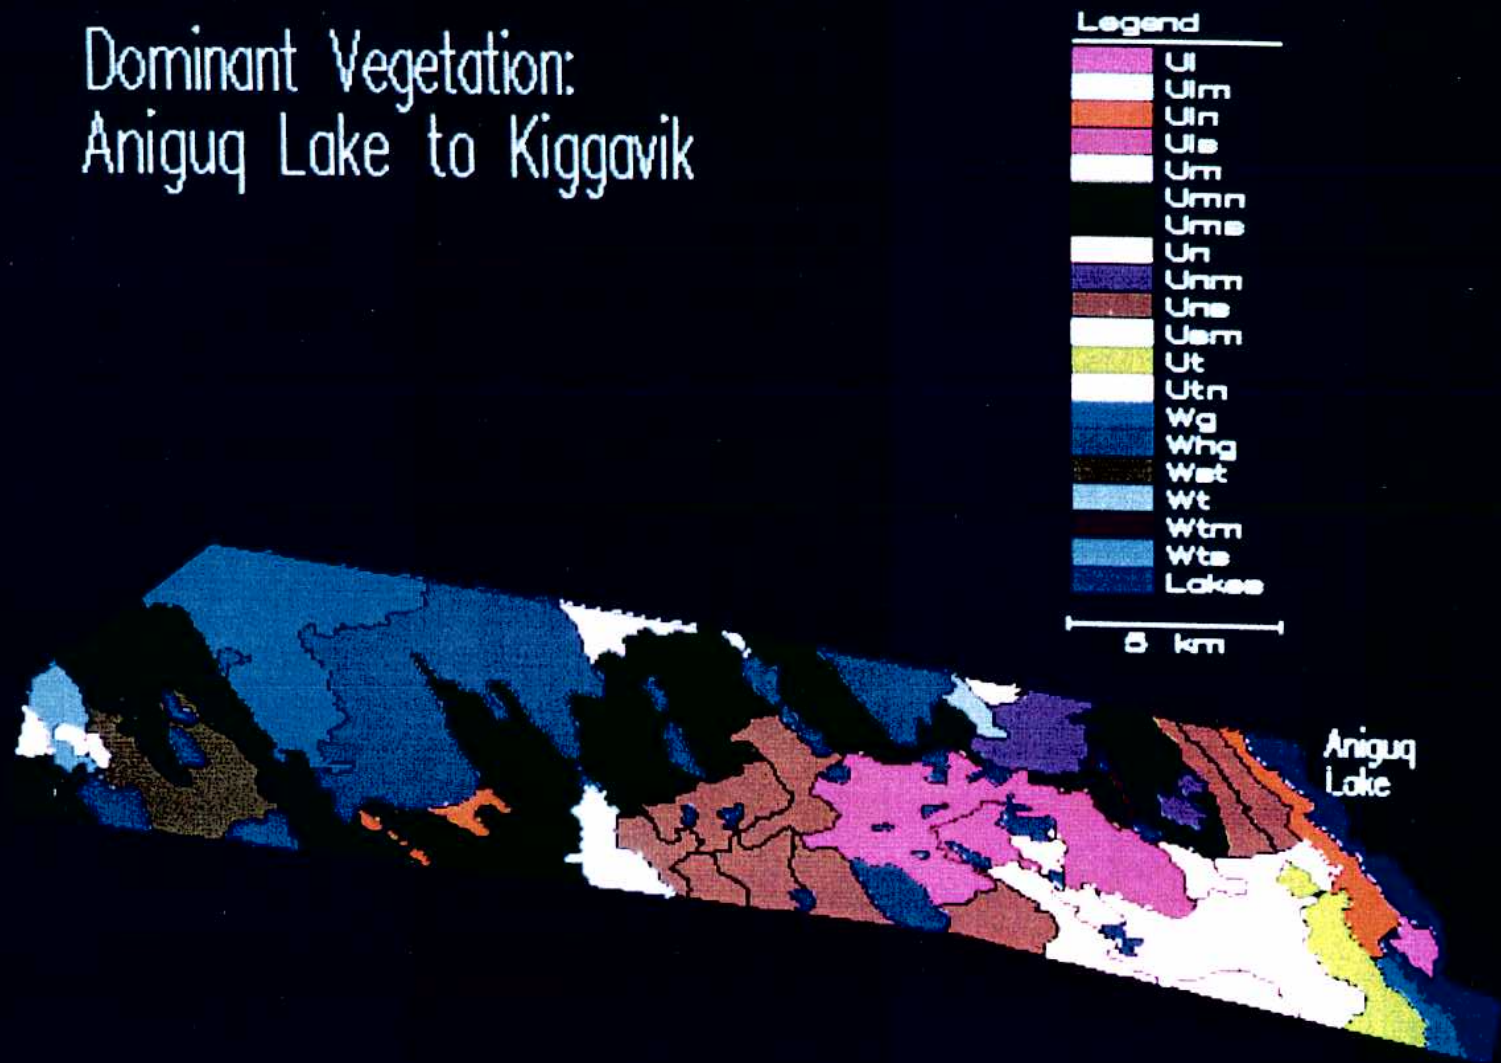 Dominant Vegetation:
Aniguq Lake to Kiggavik
Legend
Ul
Ulm
Uln
Uls
Um
Umn
Ums
Un
Unm
Uns
Usm
Ut
Utn
Wg
Whg
Wst
Wt
Wtm
Wts
Lakes
5 km
Aniguq
Lake